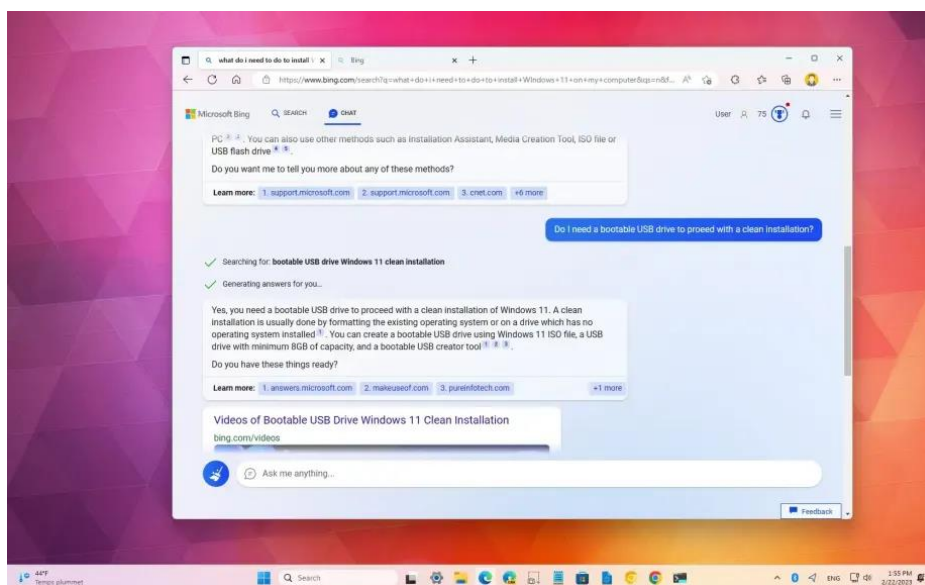 what do i need to do to install
Bing
https://www.bing.com/search?q=what+do+i+need+to+do+to+install+Windows+11+on+my+computer&qs=n&f...
Microsoft Bing SEARCH CHAT User 75
PC. You can also use other methods such as Installation Assistant, Media Creation Tool, ISO file or
USB flash drive 4 5.
Do you want me to tell you more about any of these methods?
Learn more: 1. support.microsoft.com 2. support.microsoft.com 3. cnet.com +6 more
Do I need a bootable USB drive to proeed with a clean installation?
Searching for: bootable USB drive Windows 11 clean installation
Generating answers for you...
Yes, you need a bootable USB drive to proceed with a clean installation of Windows 11. A clean
installation is usually done by formatting the existing operating system or on a drive which has no
operating system installed 1. You can create a bootable USB drive using Windows 11 ISO file, a USB
drive with minimum 8GB of capacity, and a bootable USB creator tool 1 2 3.
Do you have these things ready?
Learn more: 1. answers.microsoft.com 2. makeuseof.com 3. pureinfotech.com +1 more
Videos of Bootable USB Drive Windows 11 Clean Installation
bing.com/videos
Ask me anything...
Feedback
44°F
Temps plummet
Search
ENG
1:55 PM
2/22/2023